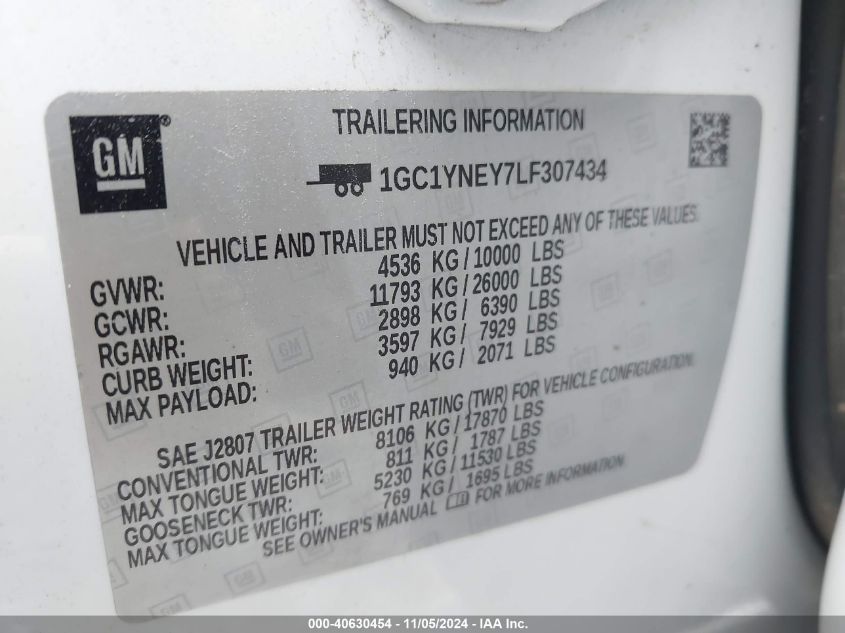 GM
TRAILERING INFORMATION
1GC1YNEY7LF307434
VEHICLE AND TRAILER MUST NOT EXCEED ANY OF THESE VALUES.
GVWR: 4536 KG/10000 LBS
GCWR: 11793 KG/26000 LBS
RGAWR: 2898 KG/ 6390 LBS
CURB WEIGHT: 3597 KG/ 7929 LBS
MAX PAYLOAD: 940 KG/ 2071 LBS
SAE J2807 TRAILER WEIGHT RATING (TWR) FOR VEHICLE CONFIGURATION.
CONVENTIONAL TWR: 8106 KG/17870 LBS
MAX TONGUE WEIGHT: 811 KG/ 1787 LBS
GOOSENECK TWR: 5230 KG/11530 LBS
MAX TONGUE WEIGHT: 769 KG/ 1695 LBS
SEE OWNER'S MANUAL FOR MORE INFORMATION
000-40630454 - 11/05/2024 - IAA Inc.